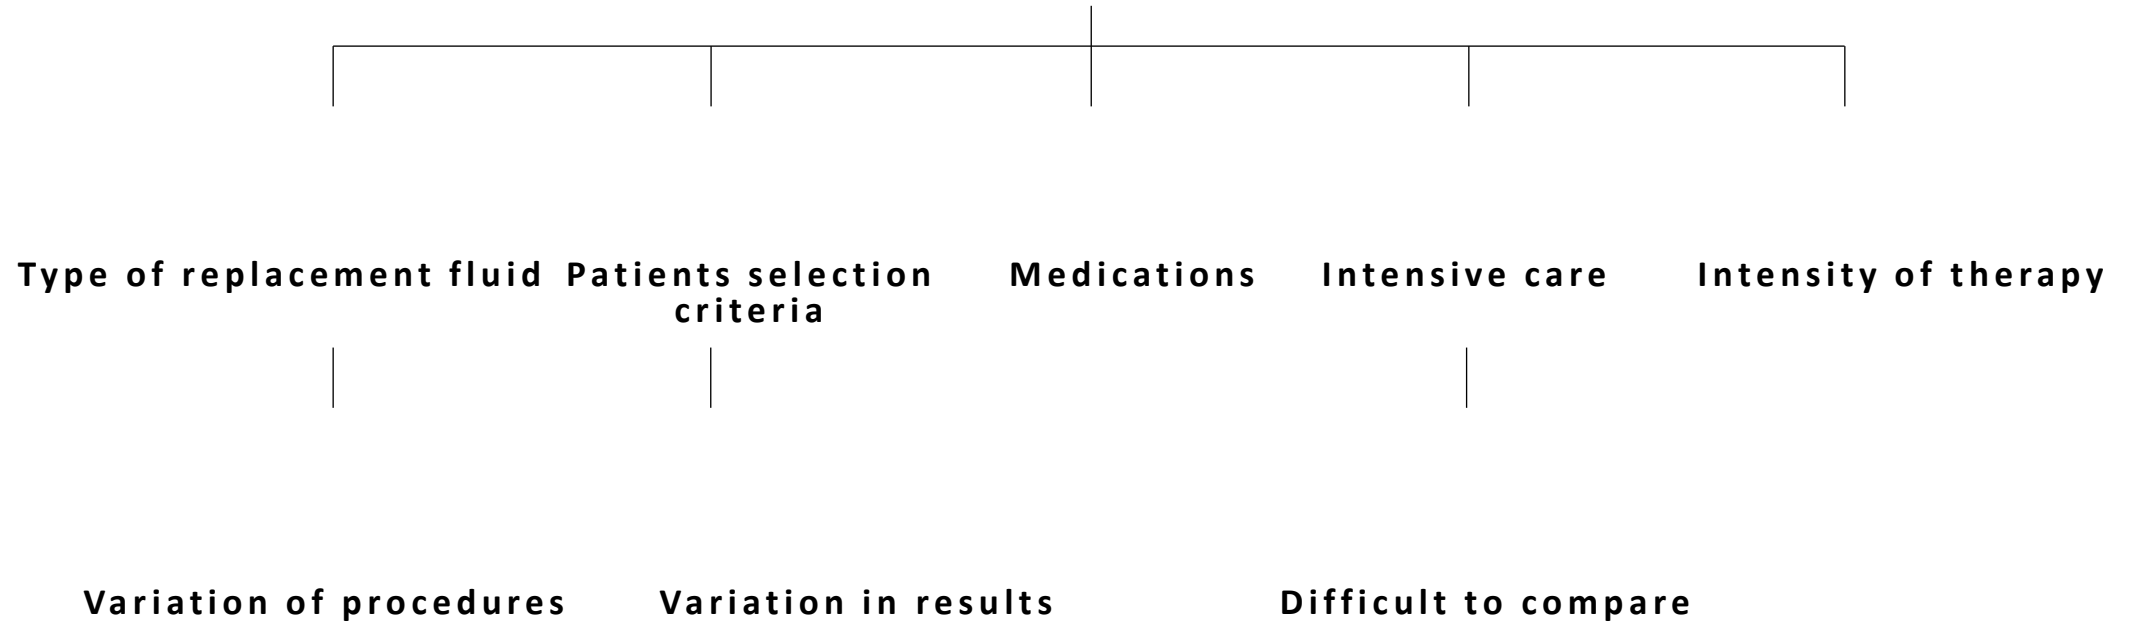 Type of replacement fluid
Patients selection
criteria
Medications
Intensive care
Intensity of therapy
Variation of procedures
Variation in results
Difficult to compare